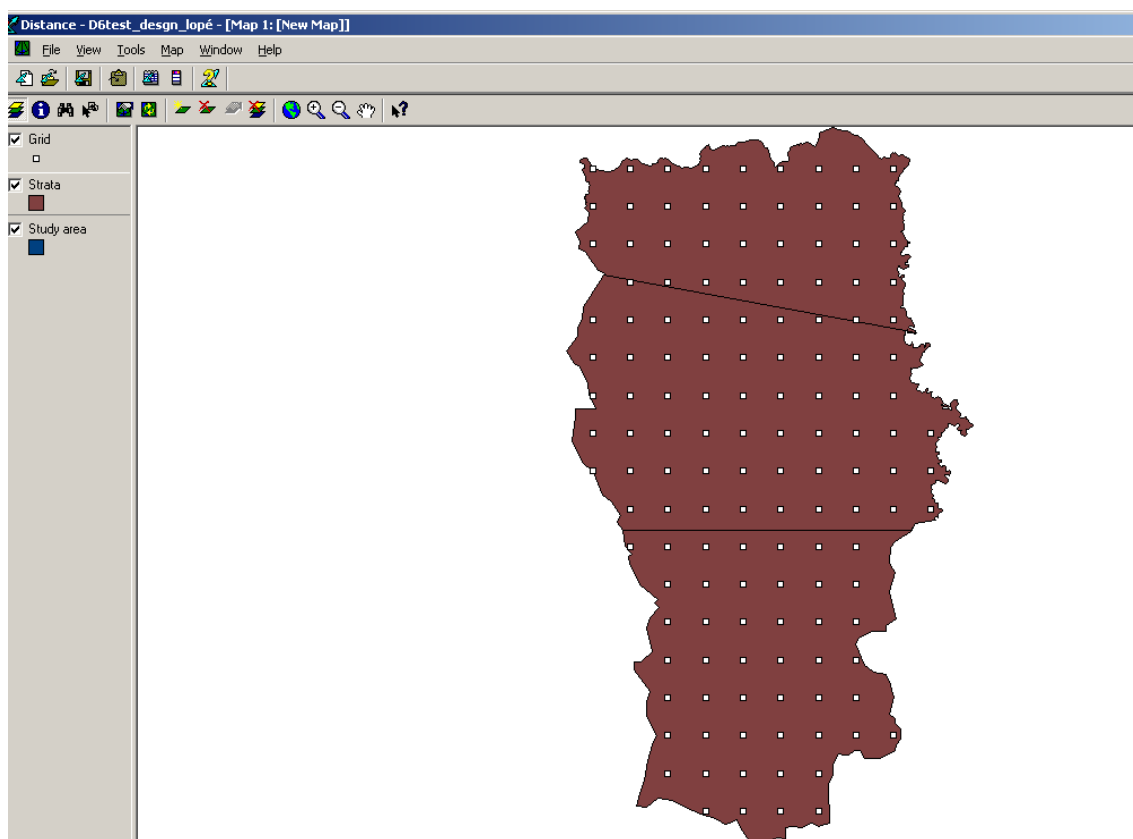 Distance - D6test_desgn_lopé - [Map 1: [New Map]]
File View Tools Map Window Help
Grid
Strata
Study area